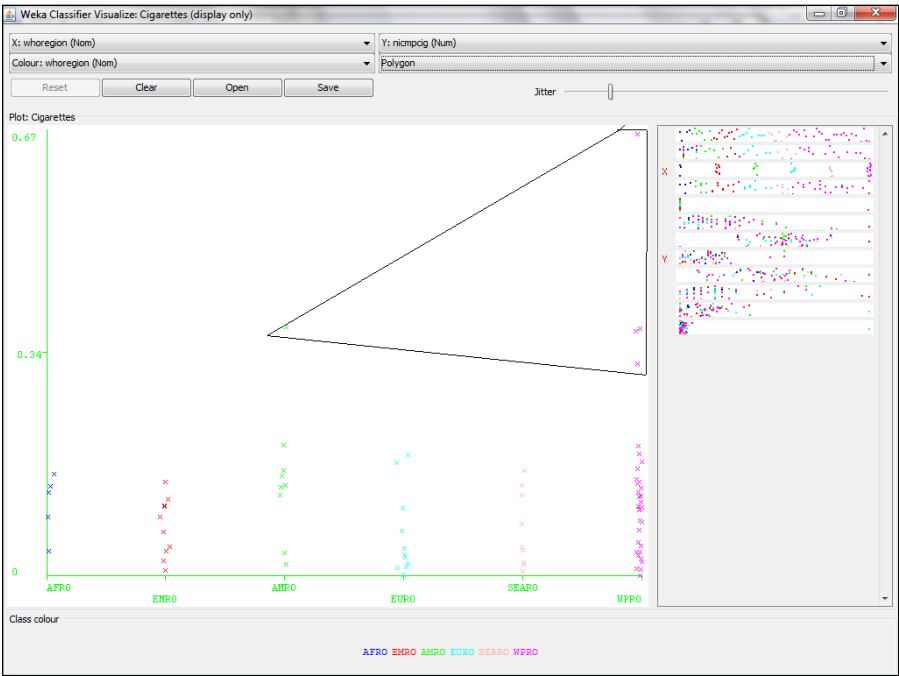 Weka Classifier Visualize: Cigarettes (display only)
X: whoregion (Nom)
Y: nicmpcig (Num)
Colour: whoregion (Nom)
Polygon
Reset
Clear
Open
Save
Jitter
Plot: Cigarettes
0.67
X
Y
0.34
0
AFRO
EMRO
AMRO
EURO
SEARO
WPRO
Class colour
AFRO EMRO AMRO EURO SEARO WPRO